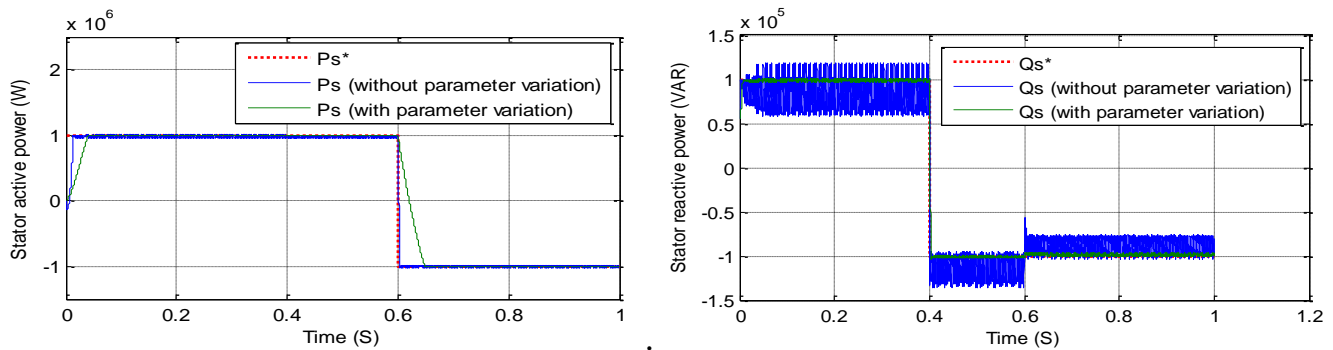 x 10^6
Stator active power (W)
2
1
0
-1
Ps*
Ps (without parameter variation)
Ps (with parameter variation)
0 0.2 0.4 0.6 0.8 1
Time (S)
.
x 10^5
Stator reactive power (VAR)
1.5
1
0.5
0
-0.5
-1
-1.5
Qs*
Qs (without parameter variation)
Qs (with parameter variation)
0 0.2 0.4 0.6 0.8 1 1.2
Time (S)